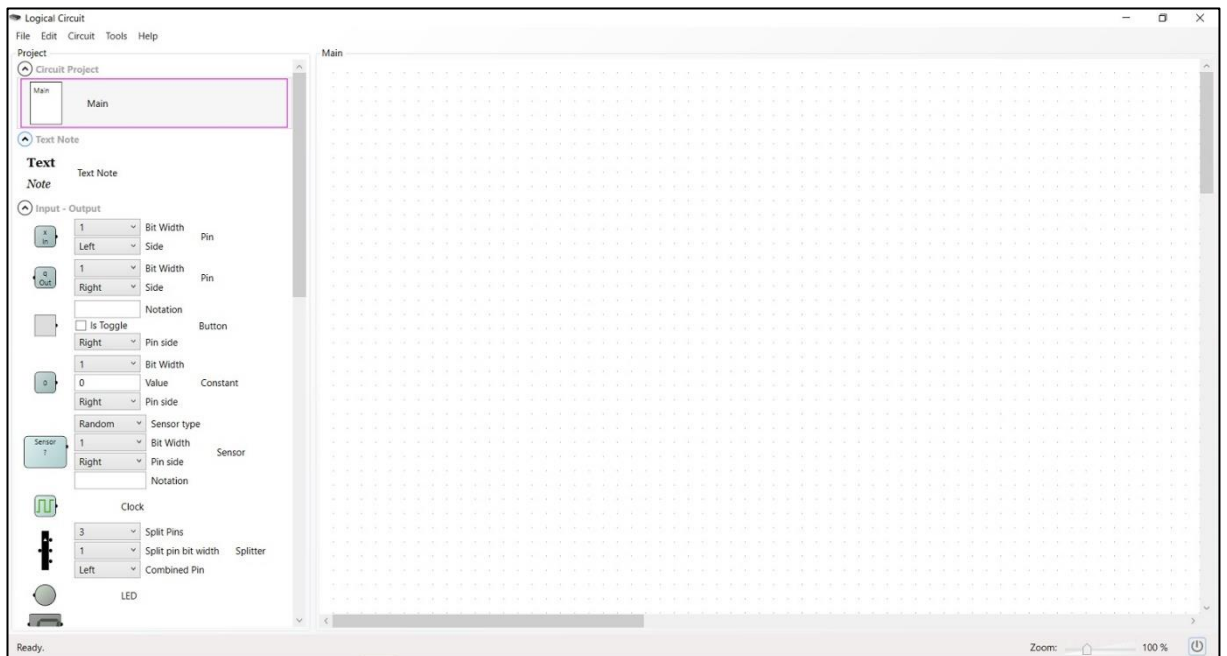 Logical Circuit
File Edit Circuit Tools Help
Project
Main
Circuit Project
Main
Main
Text Note
Text
Note
Text Note
Input - Output
x
In
1 Bit Width
Left Side
Pin
q
Out
1 Bit Width
Right Side
Pin
Notation
Is Toggle
Button
Right Pin side
1 Bit Width
0
0 Value
Constant
Right Pin side
Random Sensor type
Sensor
?
1 Bit Width
Right Pin side
Sensor
Notation
Clock
3 Split Pins
1 Split pin bit width Splitter
Left Combined Pin
LED
Ready.
Zoom: 100 %